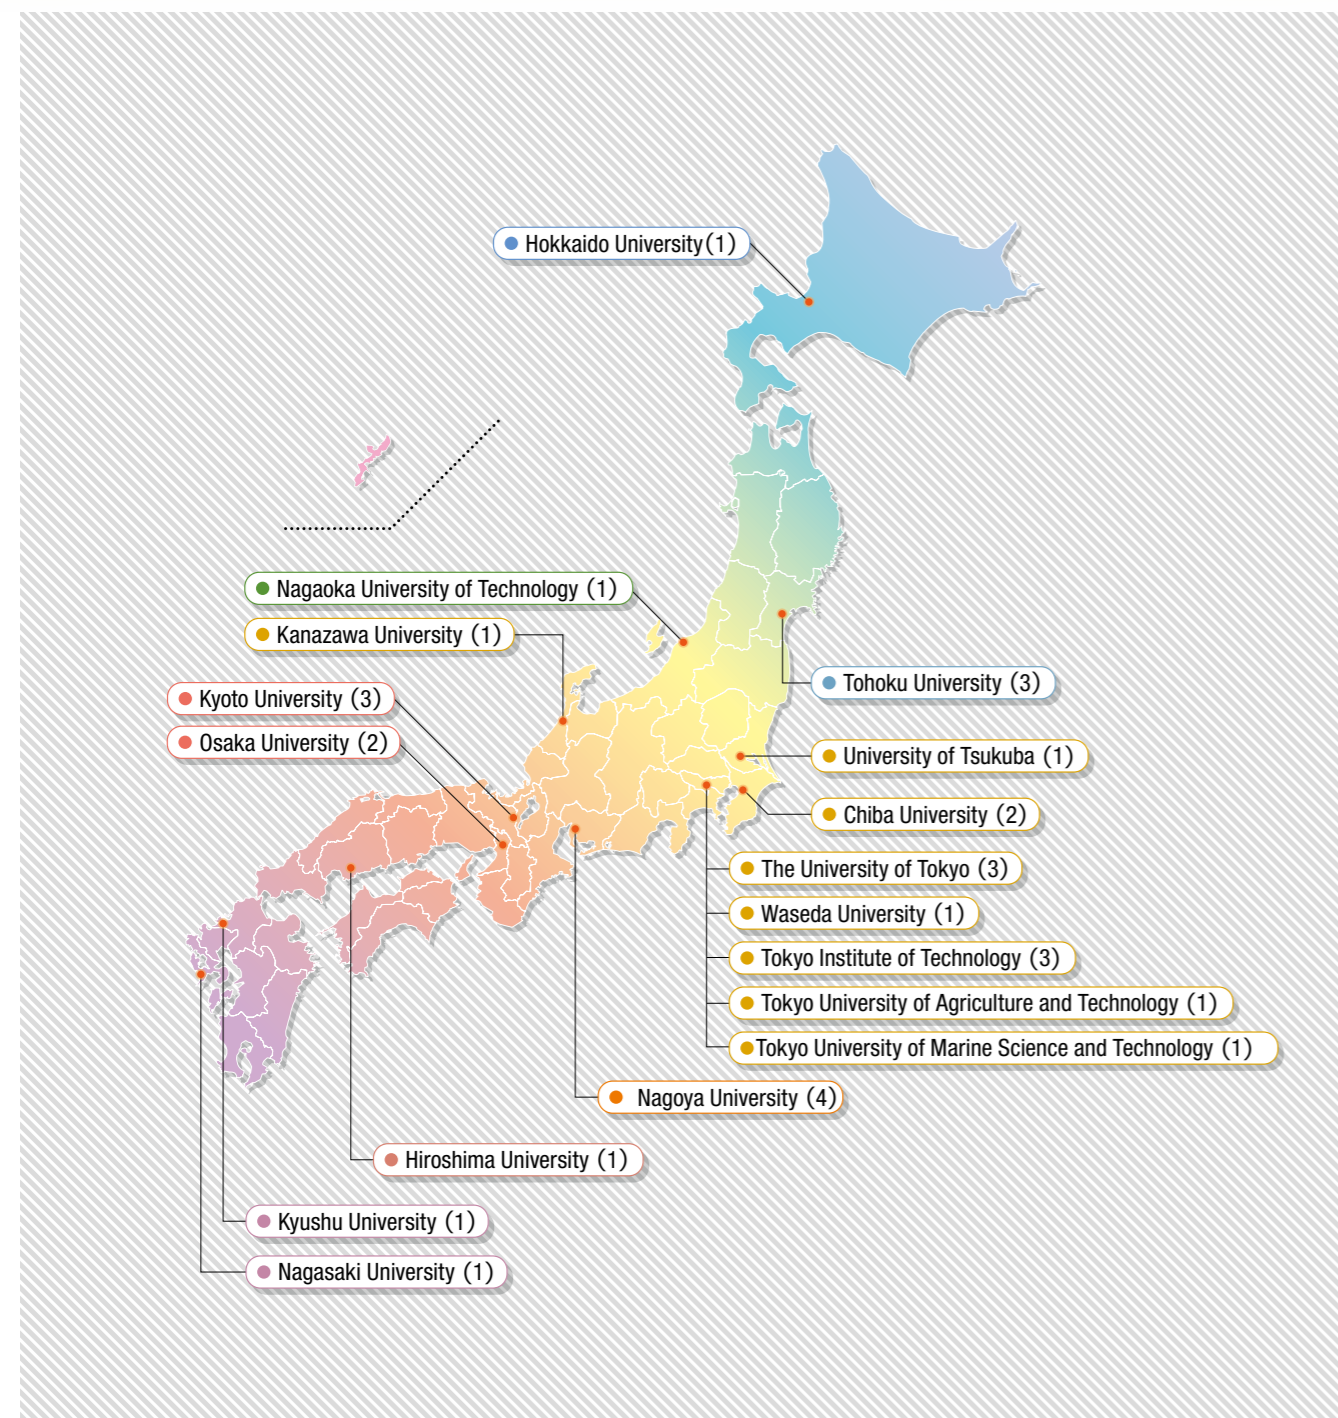 Hokkaido University(1)
Nagaoka University of Technology (1)
Kanazawa University (1)
Kyoto University (3)
Osaka University (2)
Tohoku University (3)
University of Tsukuba (1)
Chiba University (2)
The University of Tokyo (3)
Waseda University (1)
Tokyo Institute of Technology (3)
Tokyo University of Agriculture and Technology (1)
Tokyo University of Marine Science and Technology (1)
Nagoya University (4)
Hiroshima University (1)
Kyushu University (1)
Nagasaki University (1)